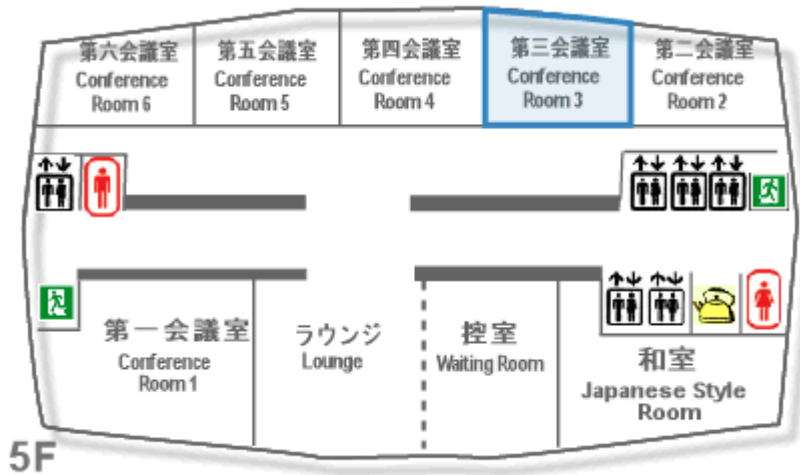 第六会議室
Conference
Room 6
第五会議室
Conference
Room 5
第四会議室
Conference
Room 4
第三会議室
Conference
Room 3
第二会議室
Conference
Room 2
第一会議室
Conference
Room 1
ラウンジ
Lounge
控室
Waiting Room
和室
Japanese Style
Room
5F